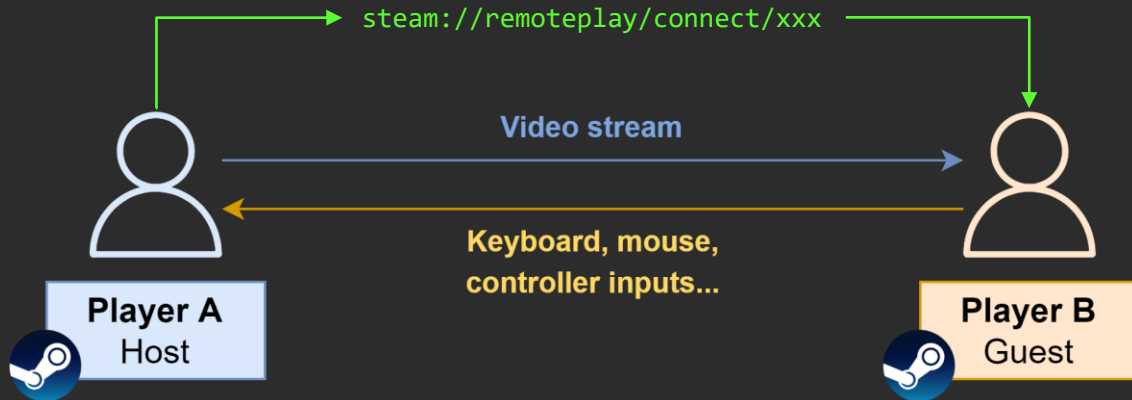 steam://remoteplay/connect/xxx
Video stream
Keyboard, mouse,
controller inputs...
Player A
Host
Player B
Guest